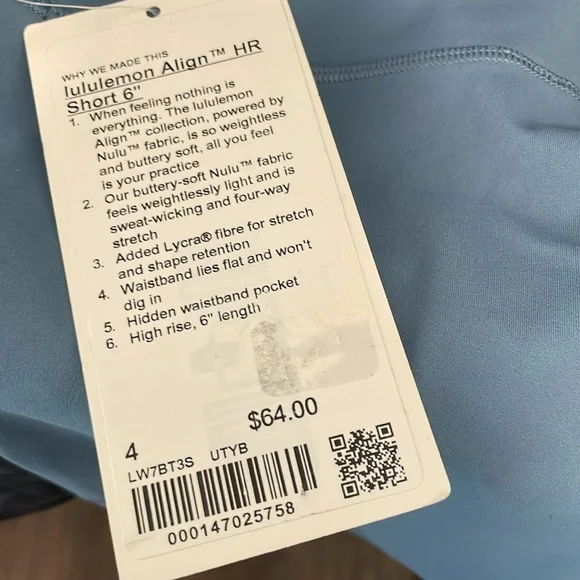 WHY WE MADE THIS
lululemon Align™ HR
Short 6"
1. When feeling nothing is
everything. The lululemon
Align™ collection, powered by
Nulu™ fabric, is so weightless
and buttery soft, all you feel
is your practice
2. Our buttery-soft Nulu™ fabric
feels weightlessly light and is
sweat-wicking and four-way
stretch
3. Added Lycra® fibre for stretch
and shape retention
4. Waistband lies flat and won't
dig in
5. Hidden waistband pocket
6. High rise, 6" length
$64.00
4
LW7BT3S UTYB
000147025758